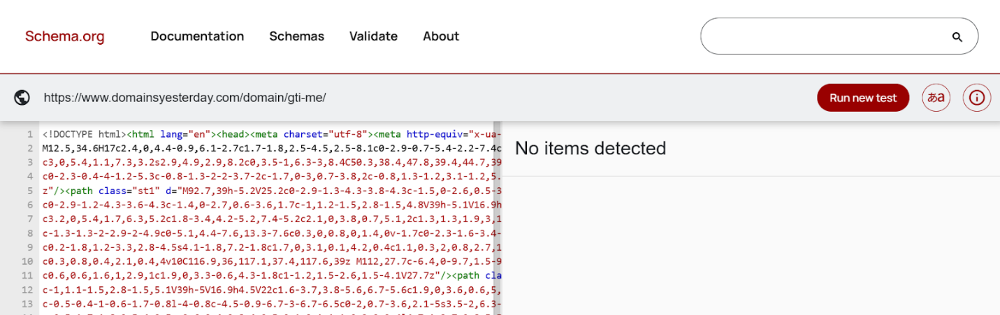 Schema.org Documentation Schemas Validate About
https://www.domainsyesterday.com/domain/gti-me/ Run new test あa
No items detected
1 <!DOCTYPE html><html lang="en"><head><meta charset="utf-8"><meta http-equiv="x-ua-
2 M12.5,34.6H17c2.4,0,4.4-0.9,6.1-2.7c1.7-1.8,2.5-4.5,2.5-8.1c0-2.9-0.7-5.4-2.2-7.4c
3 c3,0,5.4,1.1,7.3,3.2s2.9,4.9,2.9,8.2c0,3.5-1,6.3-3,8.4C50.3,38.4,47.8,39.4,44.7,39
4 c0-2.3-0.4-4-1.2-5.3c-0.8-1.3-2-2-3.7-2c-1.7,0-3,0.7-3.8,2c-0.8,1.3-1.2,3.1-1.2,5.
5 z"/><path class="st1" d="M92.7,39h-5.2V25.2c0-2.9-1.3-4.3-3.8-4.3c-1.5,0-2.6,0.5-3
6 c0-2.9-1.2-4.3-3.6-4.3c-1.4,0-2.7,0.6-3.6,1.7c-1,1.2-1.5,2.8-1.5,4.8V39h-5.1V16.9h
7 c3.2,0,5.4,1.7,6.3,5.2c1.8-3.4,4.2-5.2,7.4-5.2c2.1,0,3.8,0.7,5.1,2c1.3,1.3,1.9,3,1
8 c-1.3-1.3-2-2.9-2-4.9c0-5.1,4.4-7.6,13.3-7.6c0.3,0,0.8,0,1.4,0v-1.7c0-2.3-1.6-3.4-
9 c0.2-1.8,1.2-3.3,2.8-4.5s4.1-1.8,7.2-1.8c1.7,0,3.1,0.1,4.2,0.4c1.1,0.3,2,0.8,2.7,1
10 c0.3,0.8,0.4,2.1,0.4,4v10C116.9,36,117.1,37.4,117.6,39z M112,27.7c-6.4,0-9.7,1.5-9
11 c0.6,0.6,1.6,1,2.9,1c1.9,0,3.3-0.6,4.3-1.8c1-1.2,1.5-2.6,1.5-4.1V27.7z"/><path cla
12 c-1,1.1-1.5,2.8-1.5,5.1V39h-5V16.9h4.5V22c1.6-3.7,3.8-5.6,6.7-5.6c1.9,0,3.6,0.6,5,
13 c-0.5-0.4-1-0.6-1.7-0.8l-4-0.8c-4.5-0.9-6.7-3-6.7-6.5c0-2,0.7-3.6,2.1-5s3.5-2,6.3-